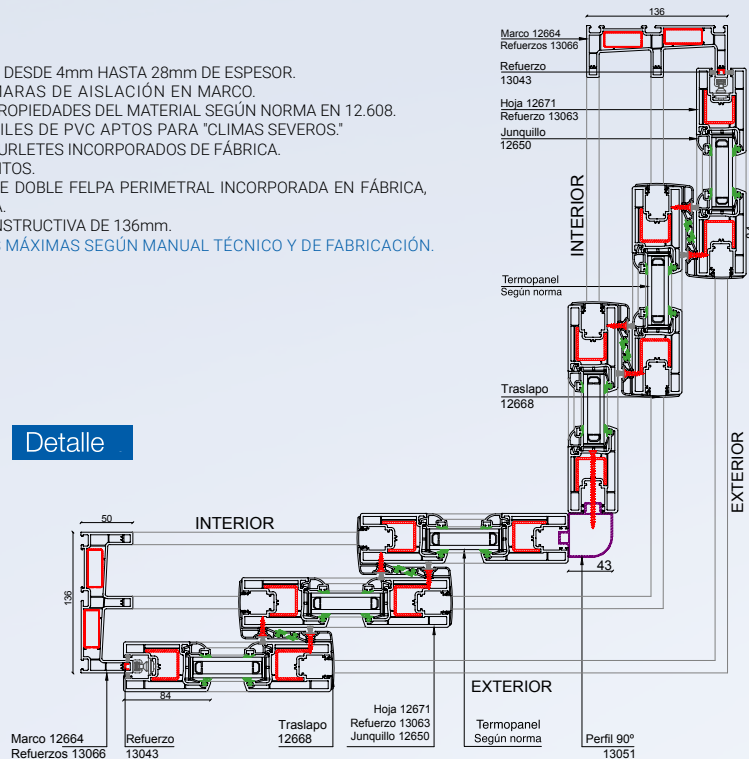 DESDE 4mm HASTA 28mm DE ESPESOR.
ARAS DE AISLACIÓN EN MARCO.
ROPIEDADES DEL MATERIAL SEGÚN NORMA EN 12.608.
ILES DE PVC APTOS PARA "CLIMAS SEVEROS."
URLETES INCORPORADOS DE FÁBRICA.
TOS.
E DOBLE FELPA PERIMETRAL INCORPORADA EN FÁBRICA,
A.
NSTRUCTIVA DE 136mm.
S MÁXIMAS SEGÚN MANUAL TÉCNICO Y DE FABRICACIÓN.
136
Marco 12664
Refuerzos 13066
Refuerzo
13043
Hoja 12671
Refuerzo 13063
Junquillo
12650
INTERIOR
Termopanel
Según norma
Traslapo
12668
EXTERIOR
Detalle
50
INTERIOR
136
43
84
EXTERIOR
Marco 12664
Refuerzos 13066
Refuerzo
13043
Traslapo
12668
Hoja 12671
Refuerzo 13063
Junquillo 12650
Termopanel
Según norma
Perfil 90º
13051